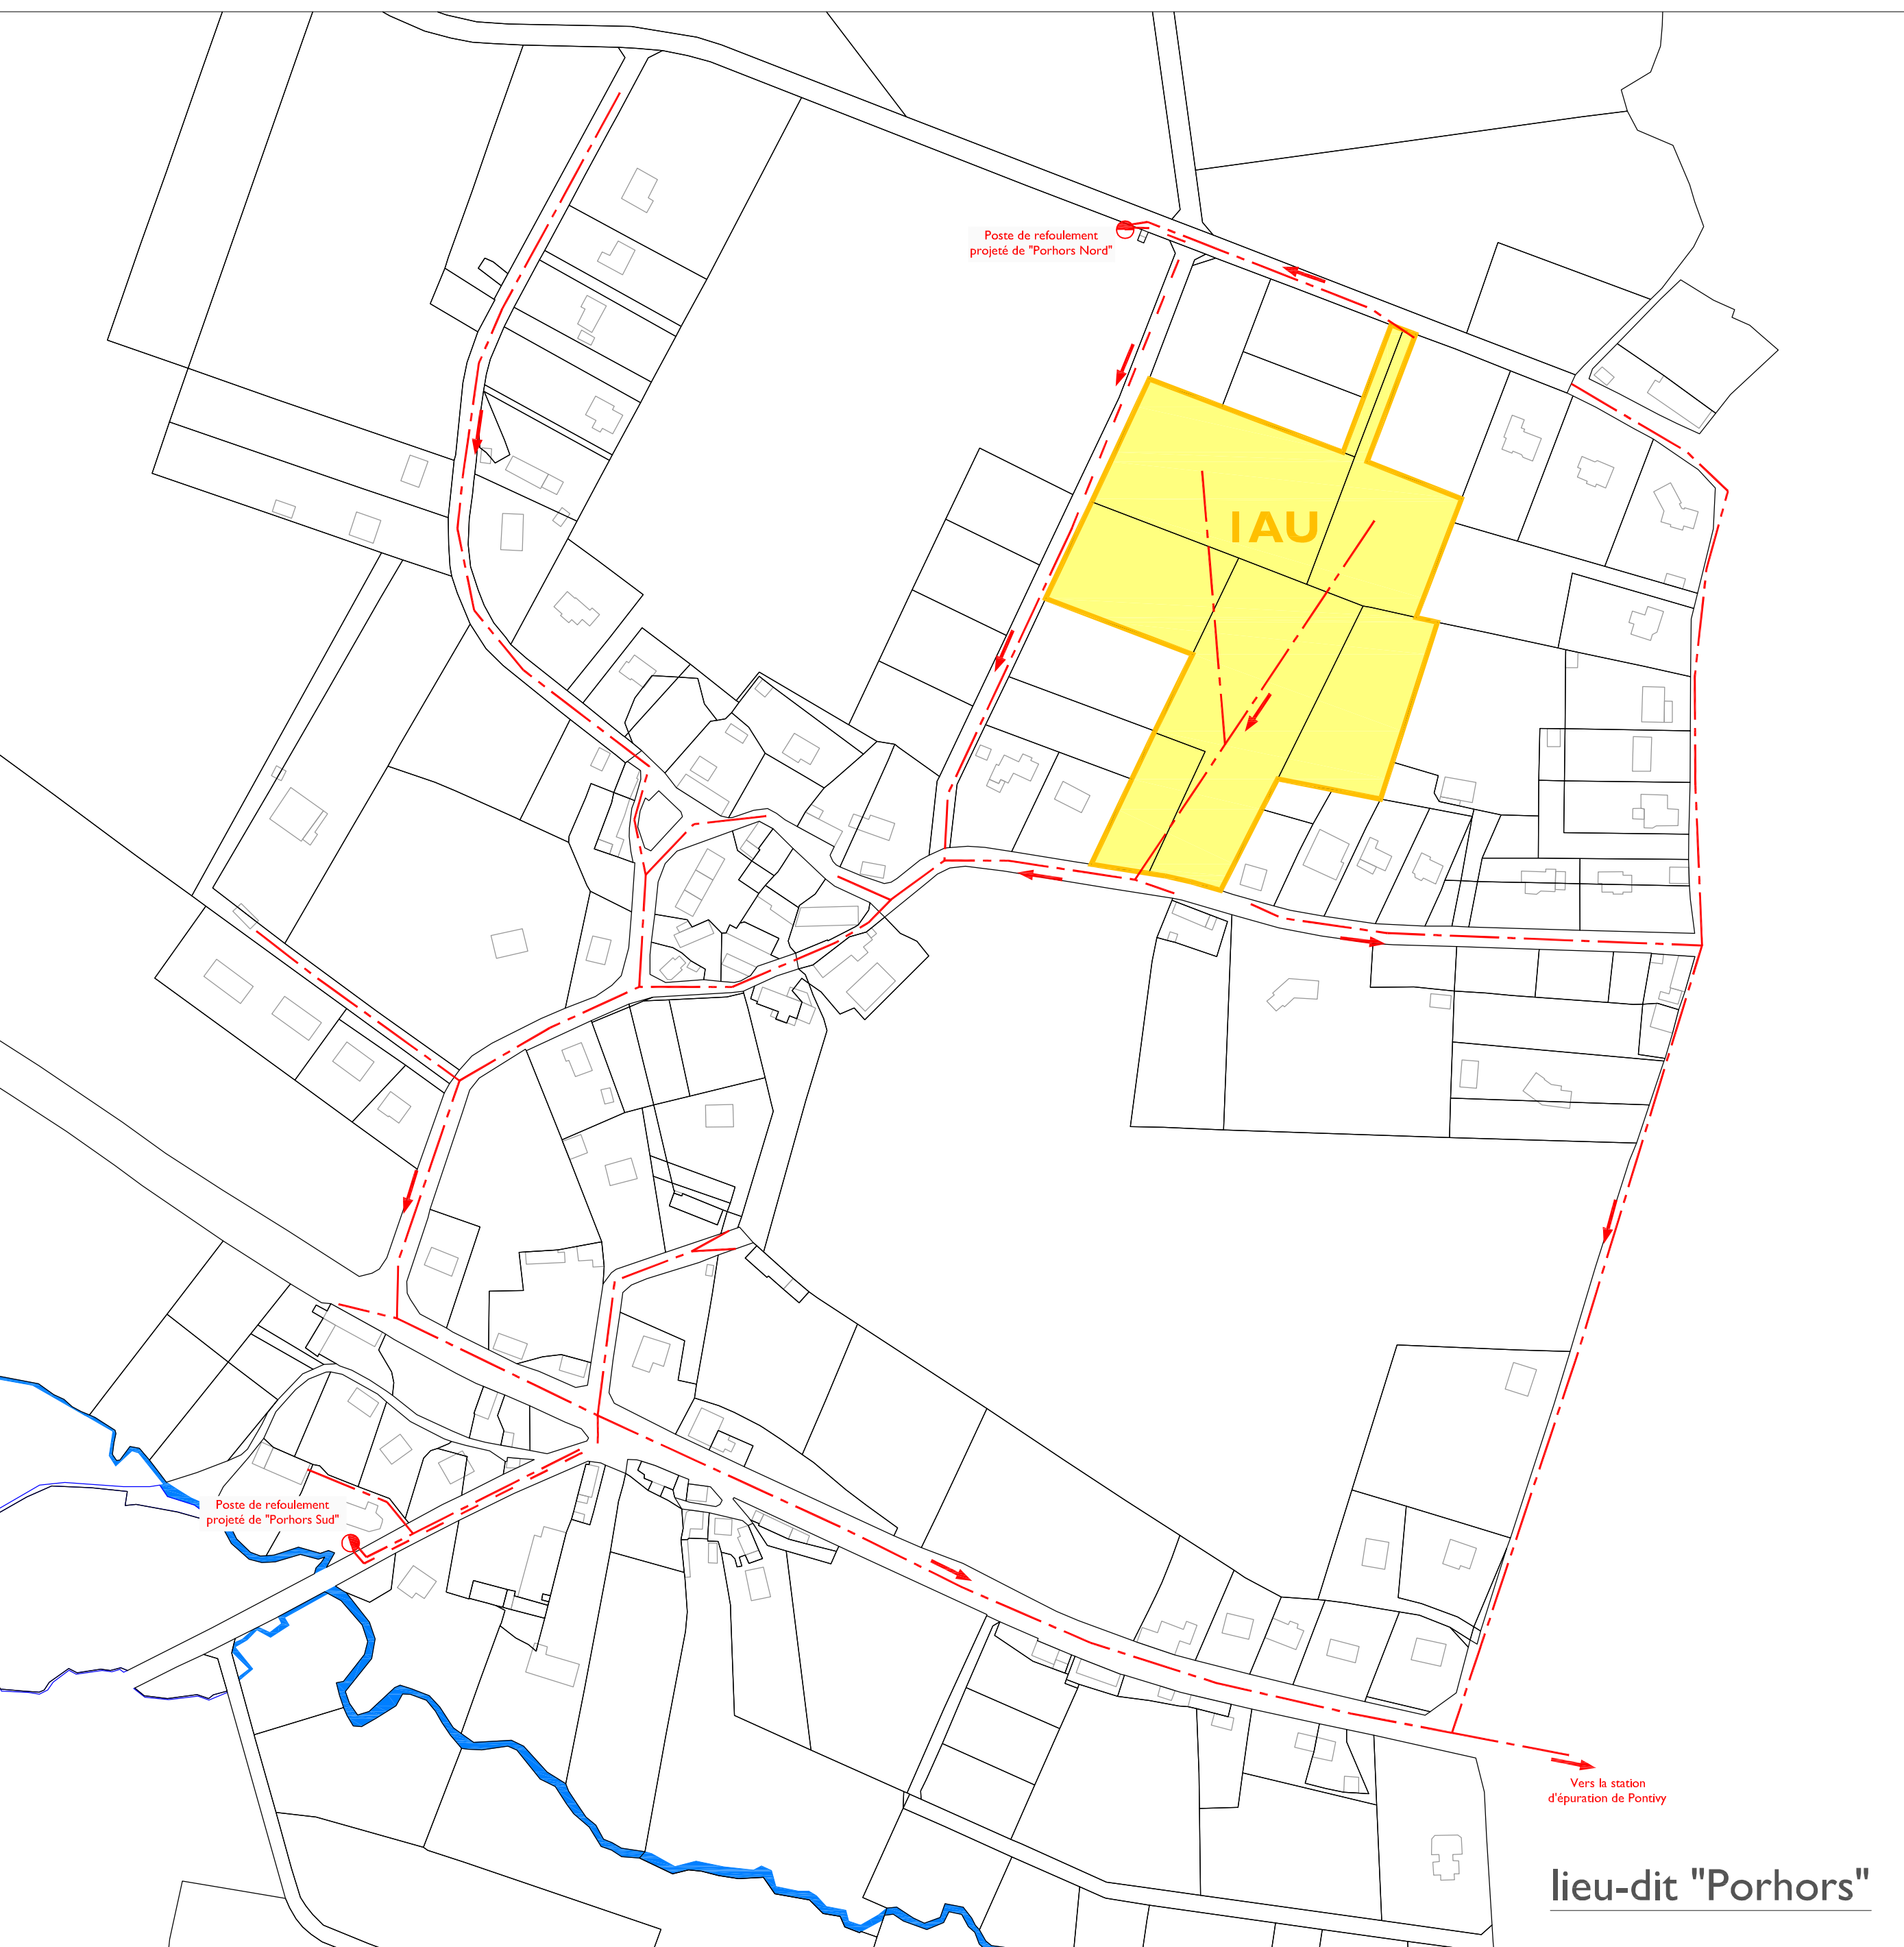 Poste de refoulement
projeté de "Porhors Nord"
IAU
Poste de refoulement
projeté de "Porhors Sud"
Vers la station
d'épuration de Pontivy
lieu-dit "Porhors"